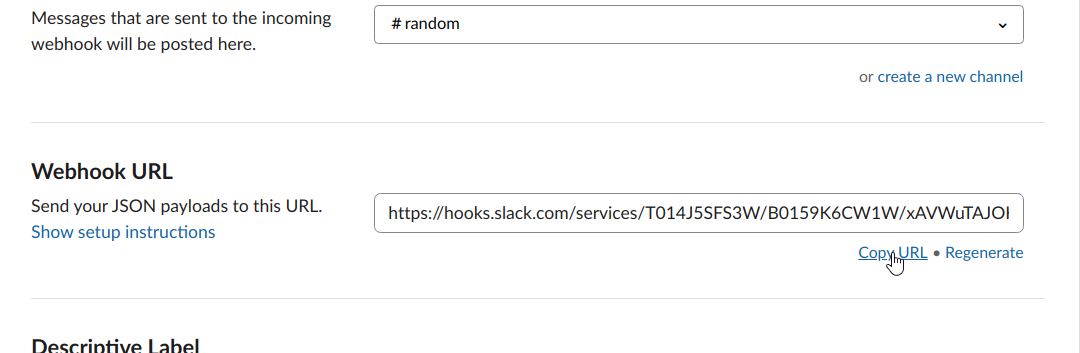 Messages that are sent to the incoming
webhook will be posted here.
# random
or create a new channel
Webhook URL
Send your JSON payloads to this URL.
Show setup instructions
https://hooks.slack.com/services/T014J5SFS3W/B0159K6CW1W/xAVWuTAJO
Copy URL • Regenerate
Descriptive Label